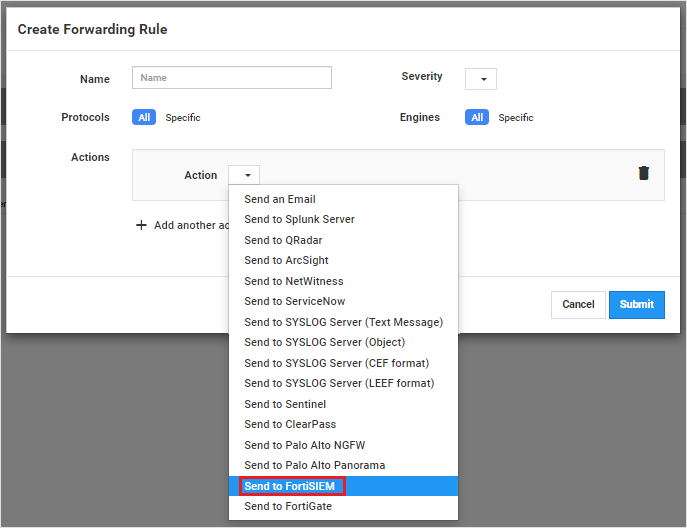 Create Forwarding Rule
Name
Name
Severity
Protocols
All
Specific
Engines
All
Specific
Actions
Action
Send an Email
Send to Splunk Server
Send to QRadar
Send to ArcSight
Send to NetWitness
Send to ServiceNow
Send to SYSLOG Server (Text Message)
Send to SYSLOG Server (Object)
Send to SYSLOG Server (CEF format)
Send to SYSLOG Server (LEEF format)
Send to Sentinel
Send to ClearPass
Send to Palo Alto NGFW
Send to Palo Alto Panorama
Send to FortiSIEM
Send to FortiGate
Add another ac
Cancel
Submit